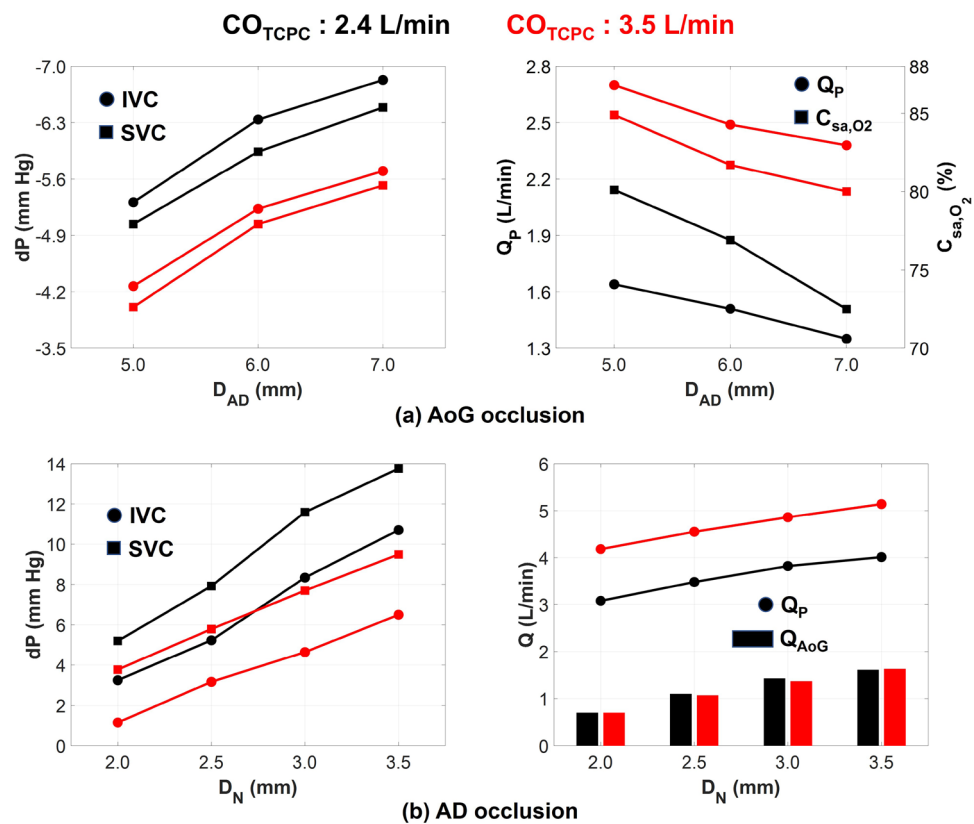 CO_TCPC : 2.4 L/min CO_TCPC : 3.5 L/min
-7.0
-6.3
-5.6
-4.9
-4.2
-3.5
dP (mm Hg)
IVC
SVC
5.0 6.0 7.0
D_AD (mm)
2.8
2.5
2.2
1.9
1.6
1.3
Q_P (L/min)
Q_P
C_sa,O2
88
85
80
75
70
C_sa,O_2 (%)
5.0 6.0 7.0
D_AD (mm)
(a) AoG occlusion
14
12
10
8
6
4
2
0
dP (mm Hg)
IVC
SVC
2.0 2.5 3.0 3.5
D_N (mm)
6
5
4
3
2
1
0
Q (L/min)
Q_P
Q_AoG
2.0 2.5 3.0 3.5
D_N (mm)
(b) AD occlusion